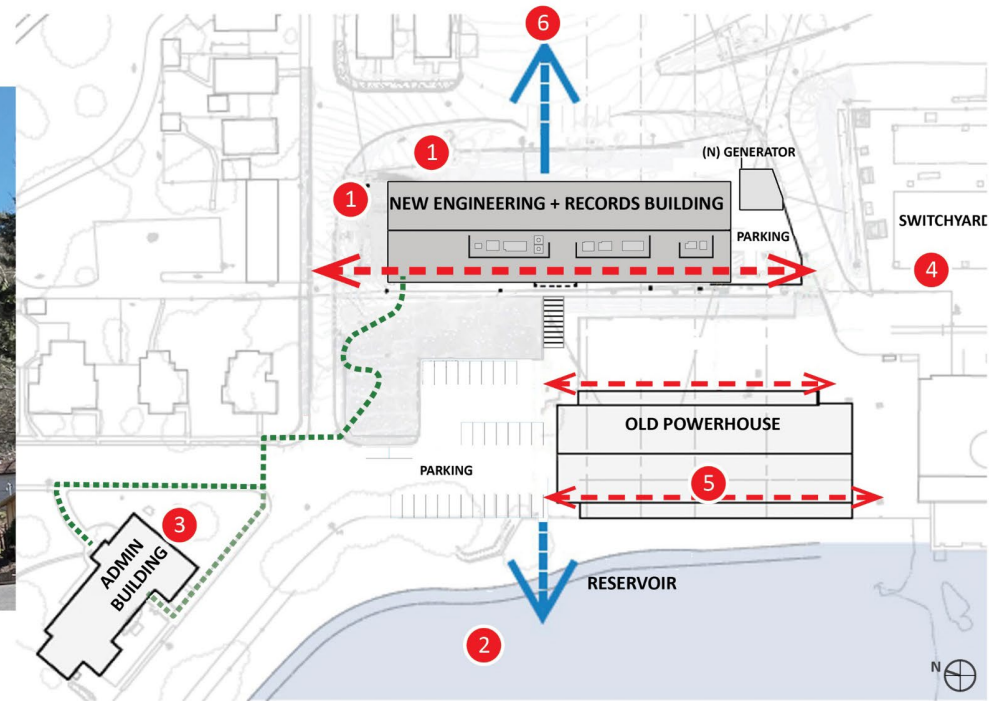 6
1
(N) GENERATOR
1
NEW ENGINEERING + RECORDS BUILDING
SWITCHYARD
PARKING
4
OLD POWERHOUSE
PARKING
5
3
ADMIN
BUILDING
RESERVOIR
2
N